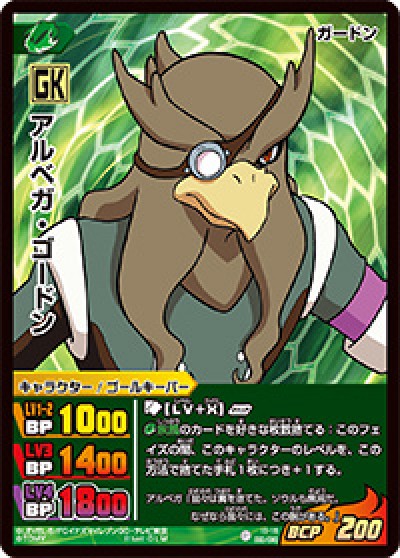 ガードン
GK
アルベガ・ゴードン
キャラクター / ゴールキーパー
LV1-2 BP 1000
LV3 BP 1400
LV4 BP 1800
[LV+X]
のカードを好きな枚数捨てる：このフェ
イズの間、このキャラクターのレベルを、この
方法で捨てた手札1枚につき+1する。
アルベガ
BCP 200